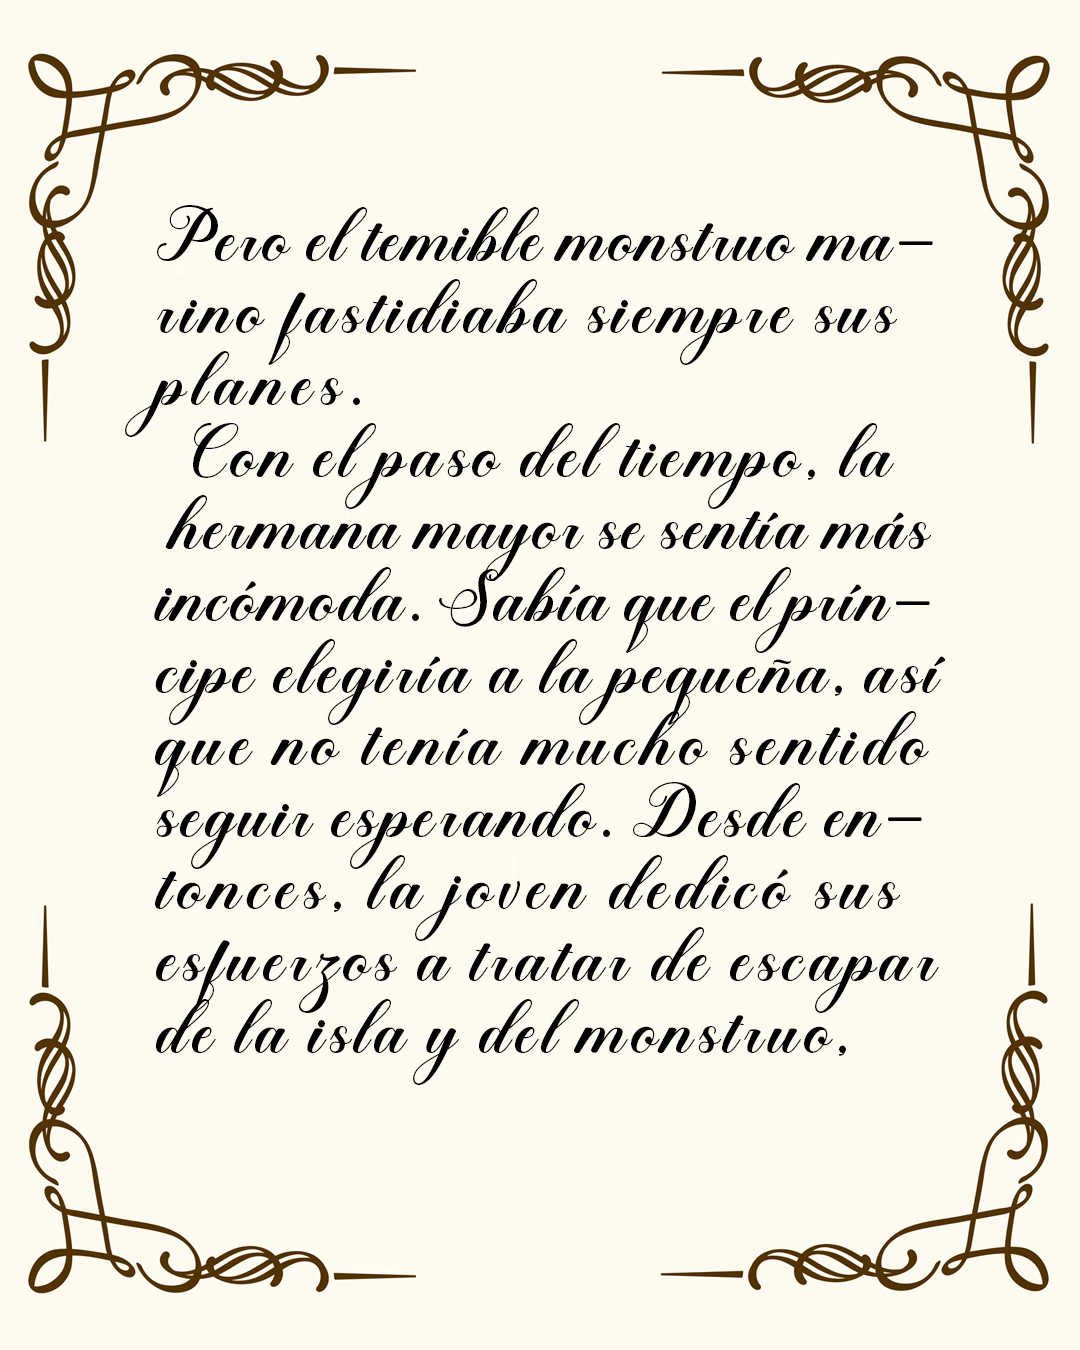 Pero el temible monstruo ma-
rino fastidiaba siempre sus
planes.
Con el paso del tiempo, la
hermana mayor se sentía más
incómoda. Sabía que el prín-
cipe elegiría a la pequeña, así
que no tenía mucho sentido
seguir esperando. Desde en-
tonces, la joven dedicó sus
esfuerzos a tratar de escapar
de la isla y del monstruo,